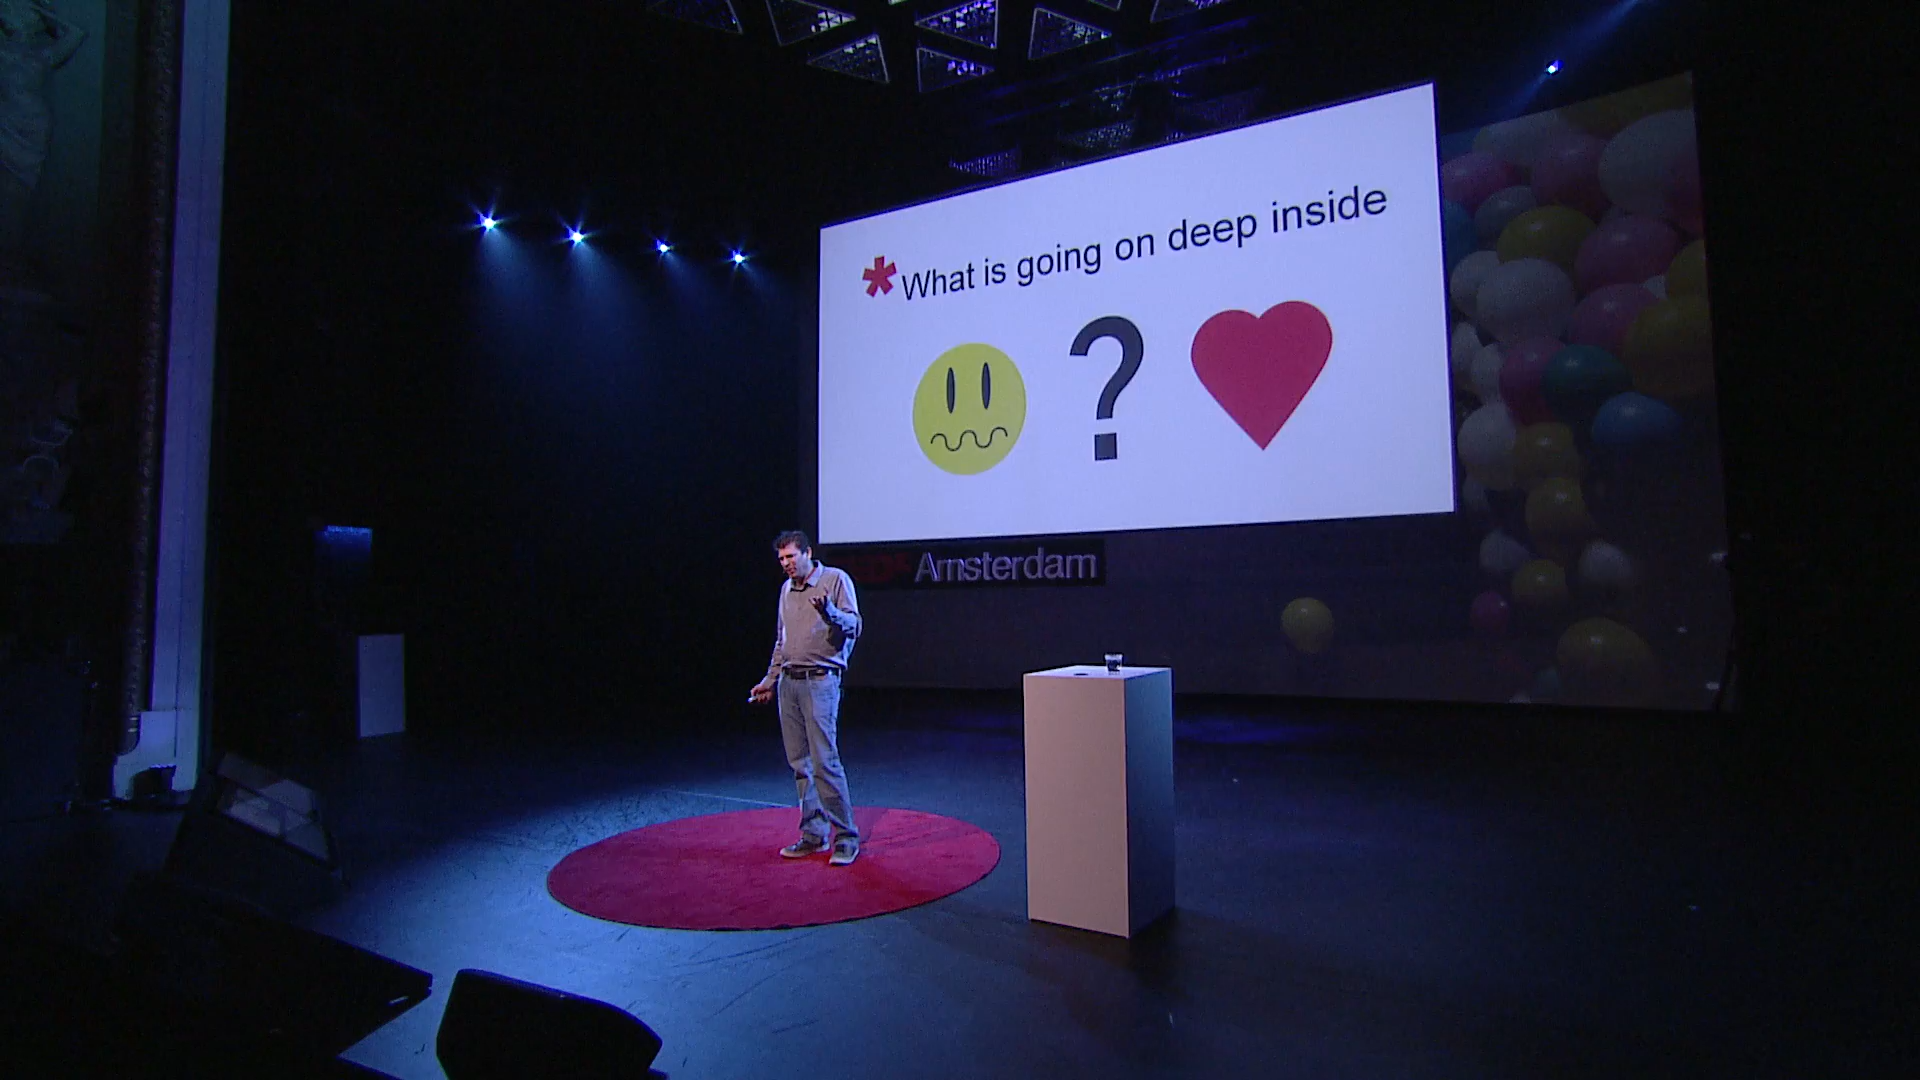 *What is going on deep inside
?
Amsterdam